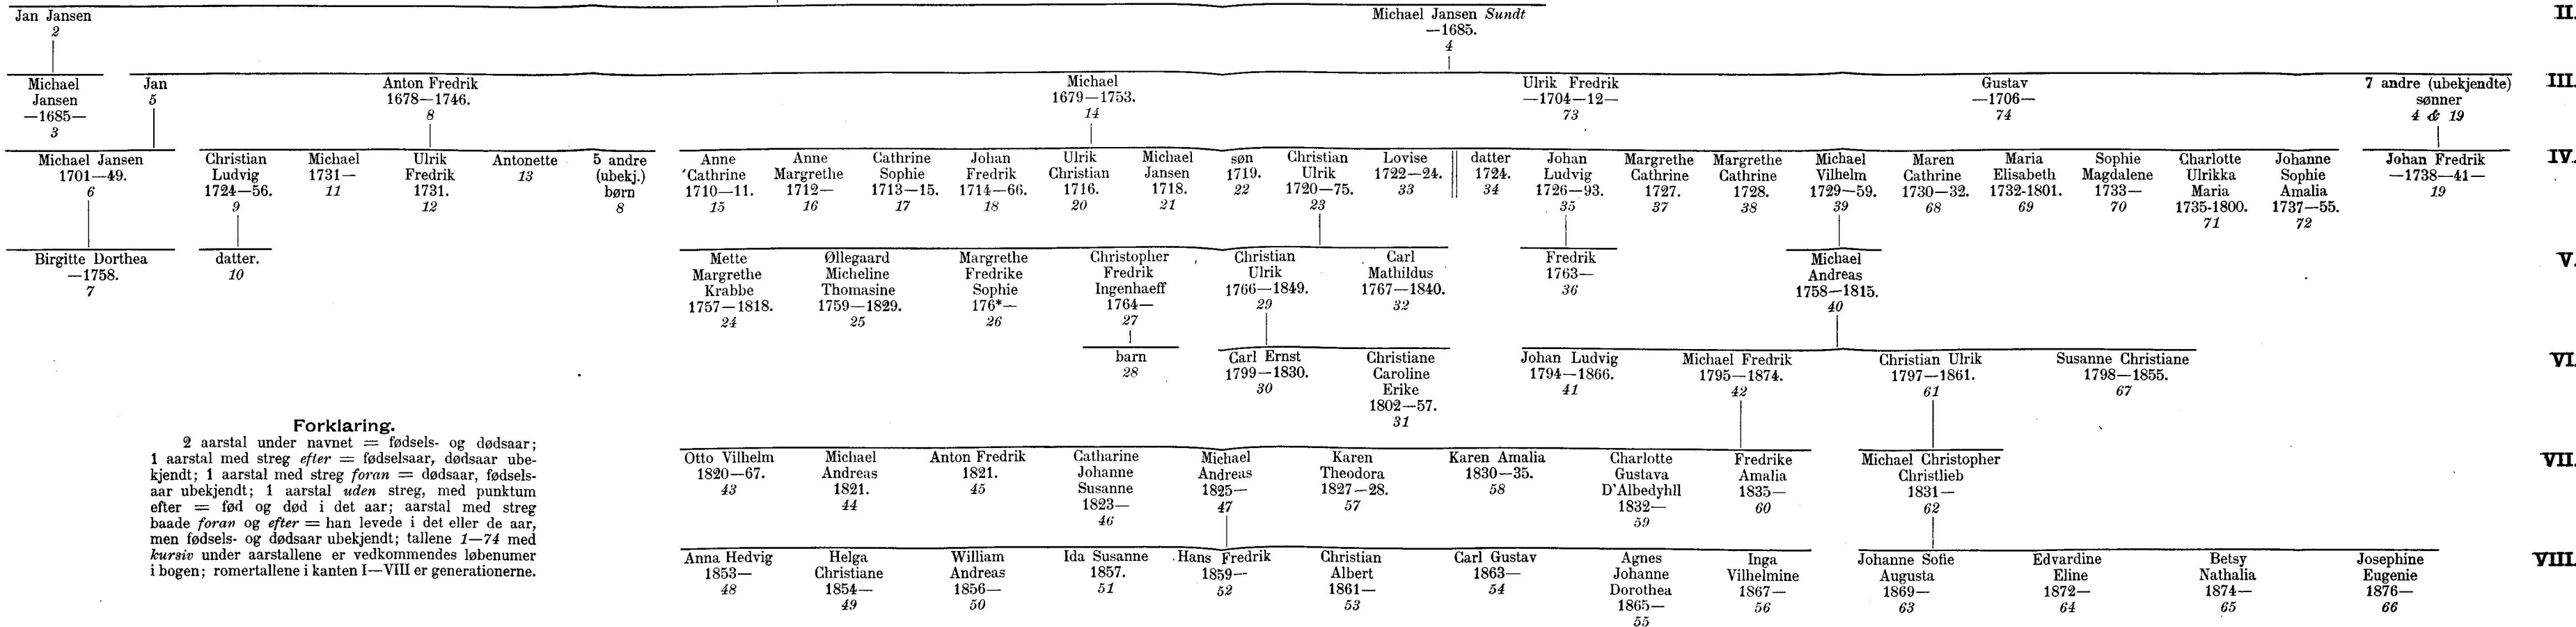 Jan Jansen
2
Michael Jansen Sundt
—1685.
4
II.
Michael
Jansen
—1685—
3
Jan
5
Anton Fredrik
1678—1746.
8
Michael
1679—1753.
14
Ulrik Fredrik
—1704—12—
73
Gustav
—1706—
74
7 andre (ubekjendte)
sønner
4 & 19
III.
Michael Jansen
1701—49.
6
Christian
Ludvig
1724—56.
9
Michael
1731—
11
Ulrik
Fredrik
1731.
12
Antonette
13
5 andre
(ubekj.)
børn
8
Anne
Cathrine
1710—11.
15
Anne
Margrethe
1712—
16
Cathrine
Sophie
1713—15.
17
Johan
Fredrik
1714—66.
18
Ulrik
Christian
1716.
20
Michael
Jansen
1718.
21
søn
1719.
22
Christian
Ulrik
1720—75.
23
Lovise
1722—24.
33
datter
1724.
34
Johan
Ludvig
1726—93.
35
Margrethe
Cathrine
1727.
37
Margrethe
Cathrine
1728.
38
Michael
Vilhelm
1729—59.
39
Maren
Cathrine
1730—32.
68
Maria
Elisabeth
1732-1801.
69
Sophie
Magdalene
1733—
70
Charlotte
Ulrikka
Maria
1735-1800.
71
Johanne
Sophie
Amalia
1737—55.
72
Johan Fredrik
—1738—41—
19
IV.
Birgitte Dorthea
—1758.
7
datter.
10
Mette
Margrethe
Krabbe
1757—1818.
24
Øllegaard
Micheline
Thomasine
1759—1829.
25
Margrethe
Fredrike
Sophie
176*—
26
Christopher
Fredrik
Ingenhaeff
1764—
27
Christian
Ulrik
1766—1849.
29
Carl
Mathildus
1767—1840.
32
Fredrik
1763—
36
Michael
Andreas
1758—1815.
40
V.
barn
28
Carl Ernst
1799—1830.
30
Christiane
Caroline
Erike
1802—57.
31
Johan Ludvig
1794—1866.
41
Michael Fredrik
1795—1874.
42
Christian Ulrik
1797—1861.
61
Susanne Christiane
1798—1855.
67
VI.
Forklaring.
2 aarstal under navnet = fødsels- og dødsaar;
1 aarstal med streg efter = fødselsaar, dødsaar ube-
kjendt; 1 aarstal med streg foran = dødsaar, fødsels-
aar ubekjendt; 1 aarstal uden streg, med punktum
efter = fød og død i det aar; aarstal med streg
baade foran og efter = han levede i det eller de aar,
men fødsels- og dødsaar ubekjendt; tallene 1—74 med
kursiv under aarstallene er vedkommendes løbenumer
i bogen; romertallene i kanten I—VIII er generationerne.
Otto Vilhelm
1820—67.
43
Michael
Andreas
1821.
44
Anton Fredrik
1821.
45
Catharine
Johanne
Susanne
1823—
46
Michael
Andreas
1825—
47
Karen
Theodora
1827—28.
57
Karen Amalia
1830—35.
58
Charlotte
Gustava
D'Albedyhll
1832—
59
Fredrike
Amalia
1835—
60
Michael Christopher
Christlieb
1831—
62
VII.
Anna Hedvig
1853—
48
Helga
Christiane
1854—
49
William
Andreas
1856—
50
Ida Susanne
1857.
51
Hans Fredrik
1859—
52
Christian
Albert
1861—
53
Carl Gustav
1863—
54
Agnes
Johanne
Dorothea
1865—
55
Inga
Vilhelmine
1867—
56
Johanne Sofie
Augusta
1869—
63
Edvardine
Eline
1872—
64
Betsy
Nathalia
1874—
65
Josephine
Eugenie
1876—
66
VIII.